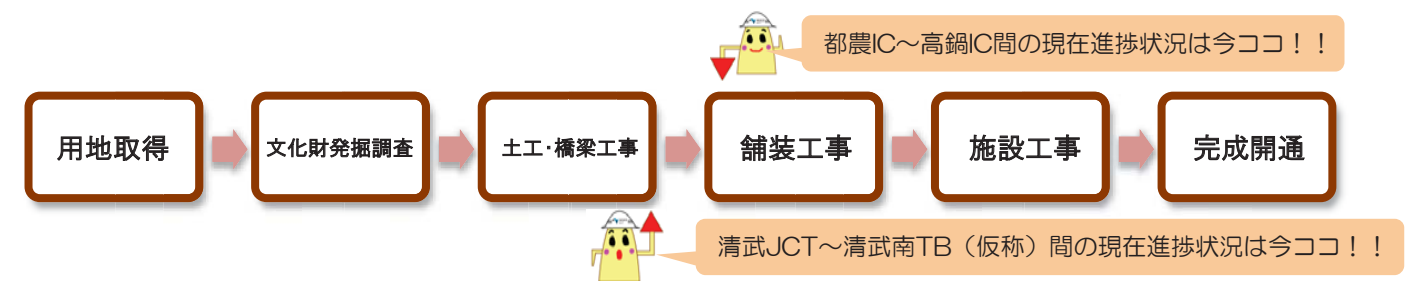 都農IC～高鍋IC間の現在進捗状況は今ココ！！
用地取得
文化財発掘調査
土工・橋梁工事
舗装工事
施設工事
完成開通
清武JCT～清武南TB（仮称）間の現在進捗状況は今ココ！！